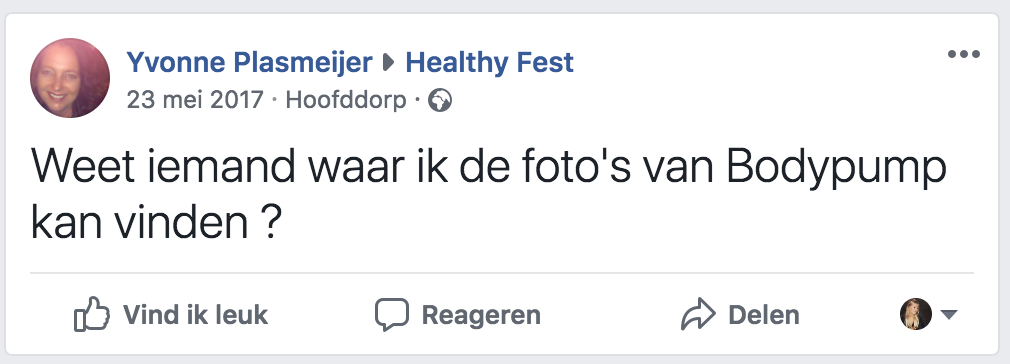 Yvonne Plasmeijer ▸ Healthy Fest
23 mei 2017 · Hoofddorp ·
Weet iemand waar ik de foto's van Bodypump
kan vinden ?
Vind ik leuk Reageren Delen